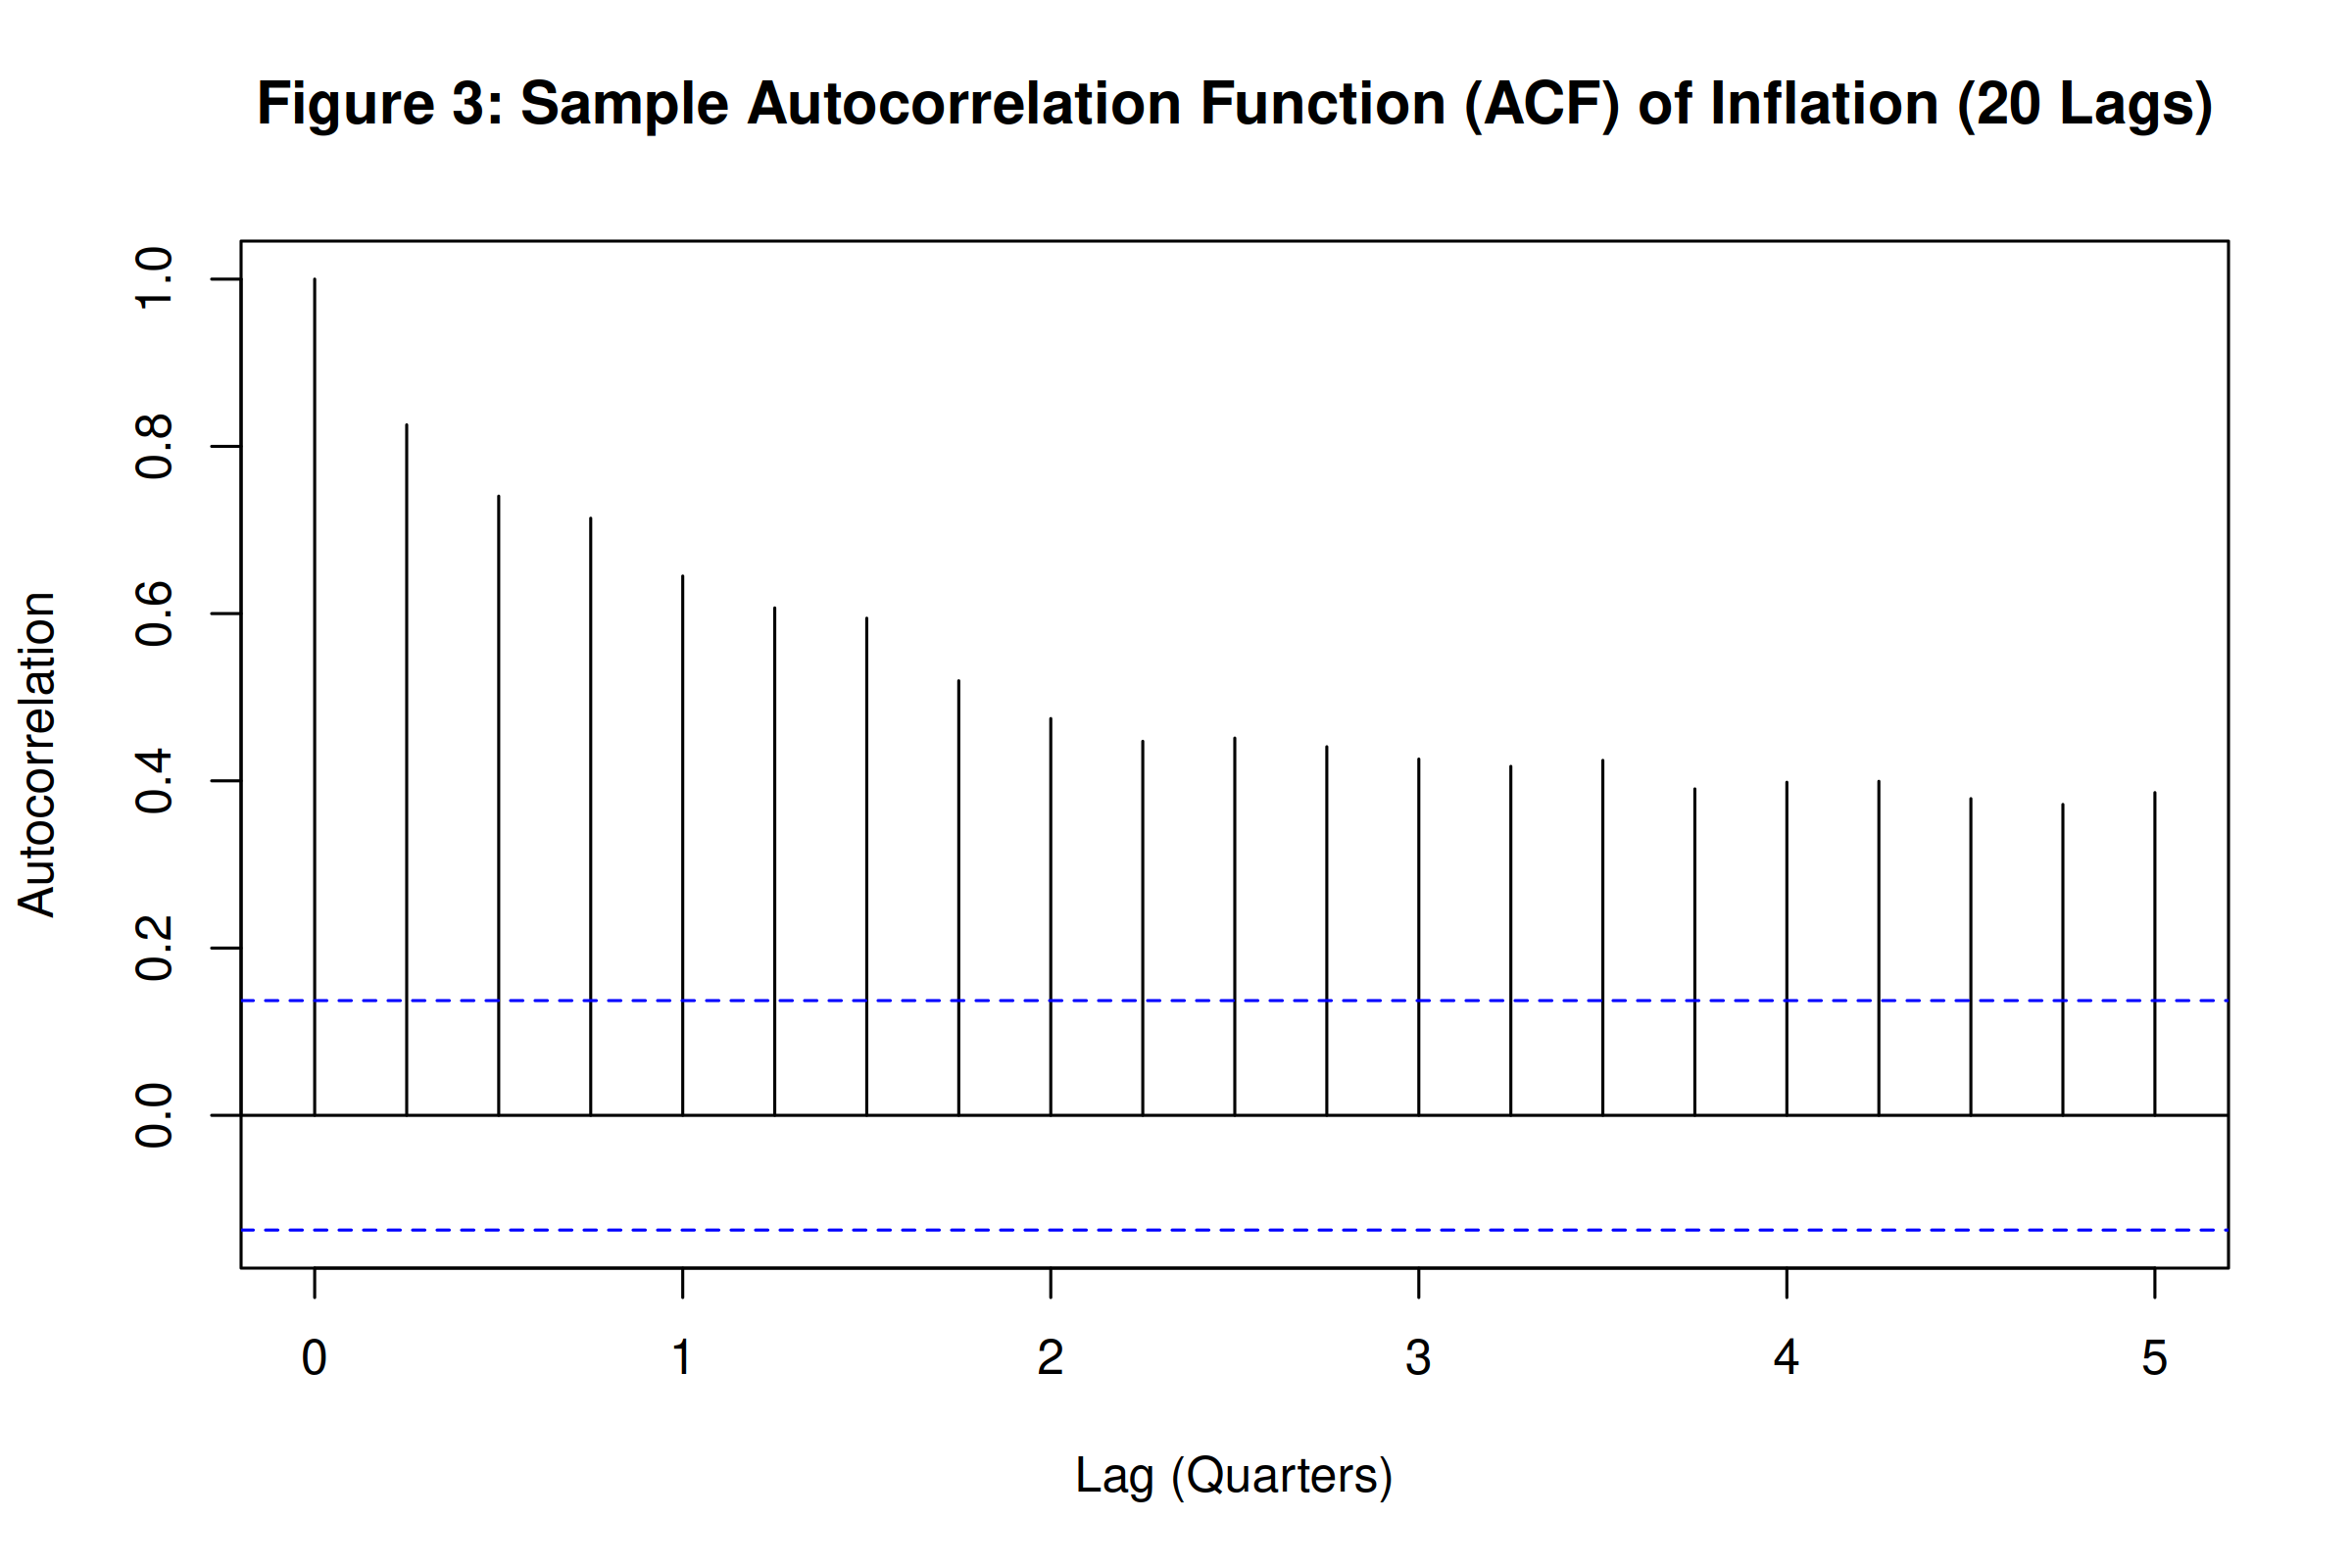 Figure 3: Sample Autocorrelation Function (ACF) of Inflation (20 Lags)
Autocorrelation
1.0
0.8
0.6
0.4
0.2
0.0
0 1 2 3 4 5
Lag (Quarters)